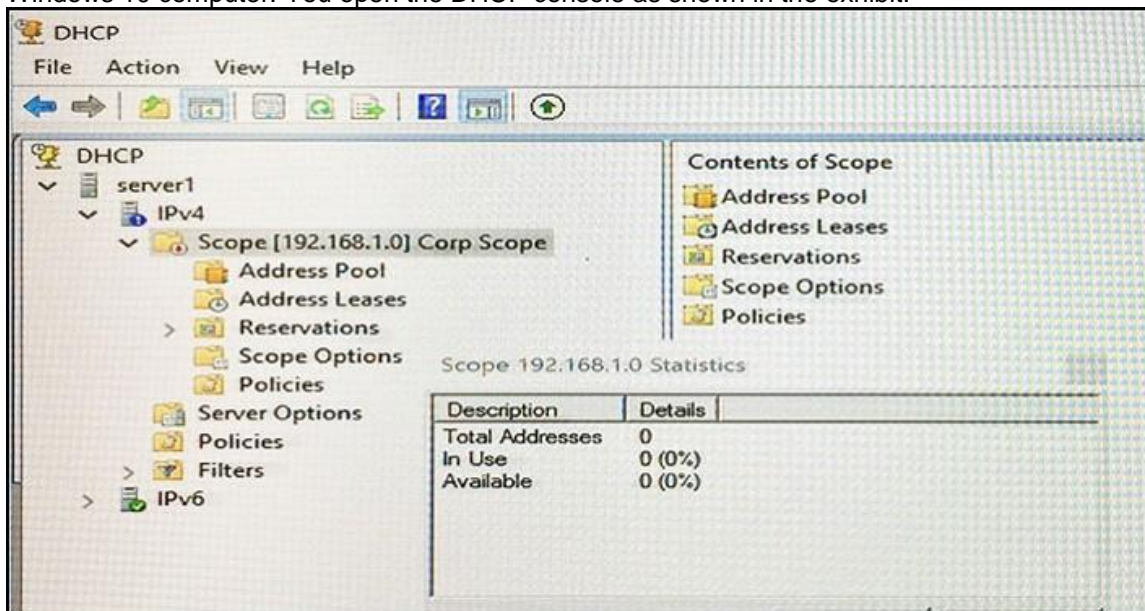 Windows 10 computer. You open the DHCP console as shown in the exhibit.
DHCP
File Action View Help
DHCP
server1
IPv4
Scope [192.168.1.0] Corp Scope
Address Pool
Address Leases
Reservations
Scope Options
Policies
Server Options
Policies
Filters
IPv6
Contents of Scope
Address Pool
Address Leases
Reservations
Scope Options
Policies
Scope 192.168.1.0 Statistics
Description Details
Total Addresses 0
In Use 0 (0%)
Available 0 (0%)